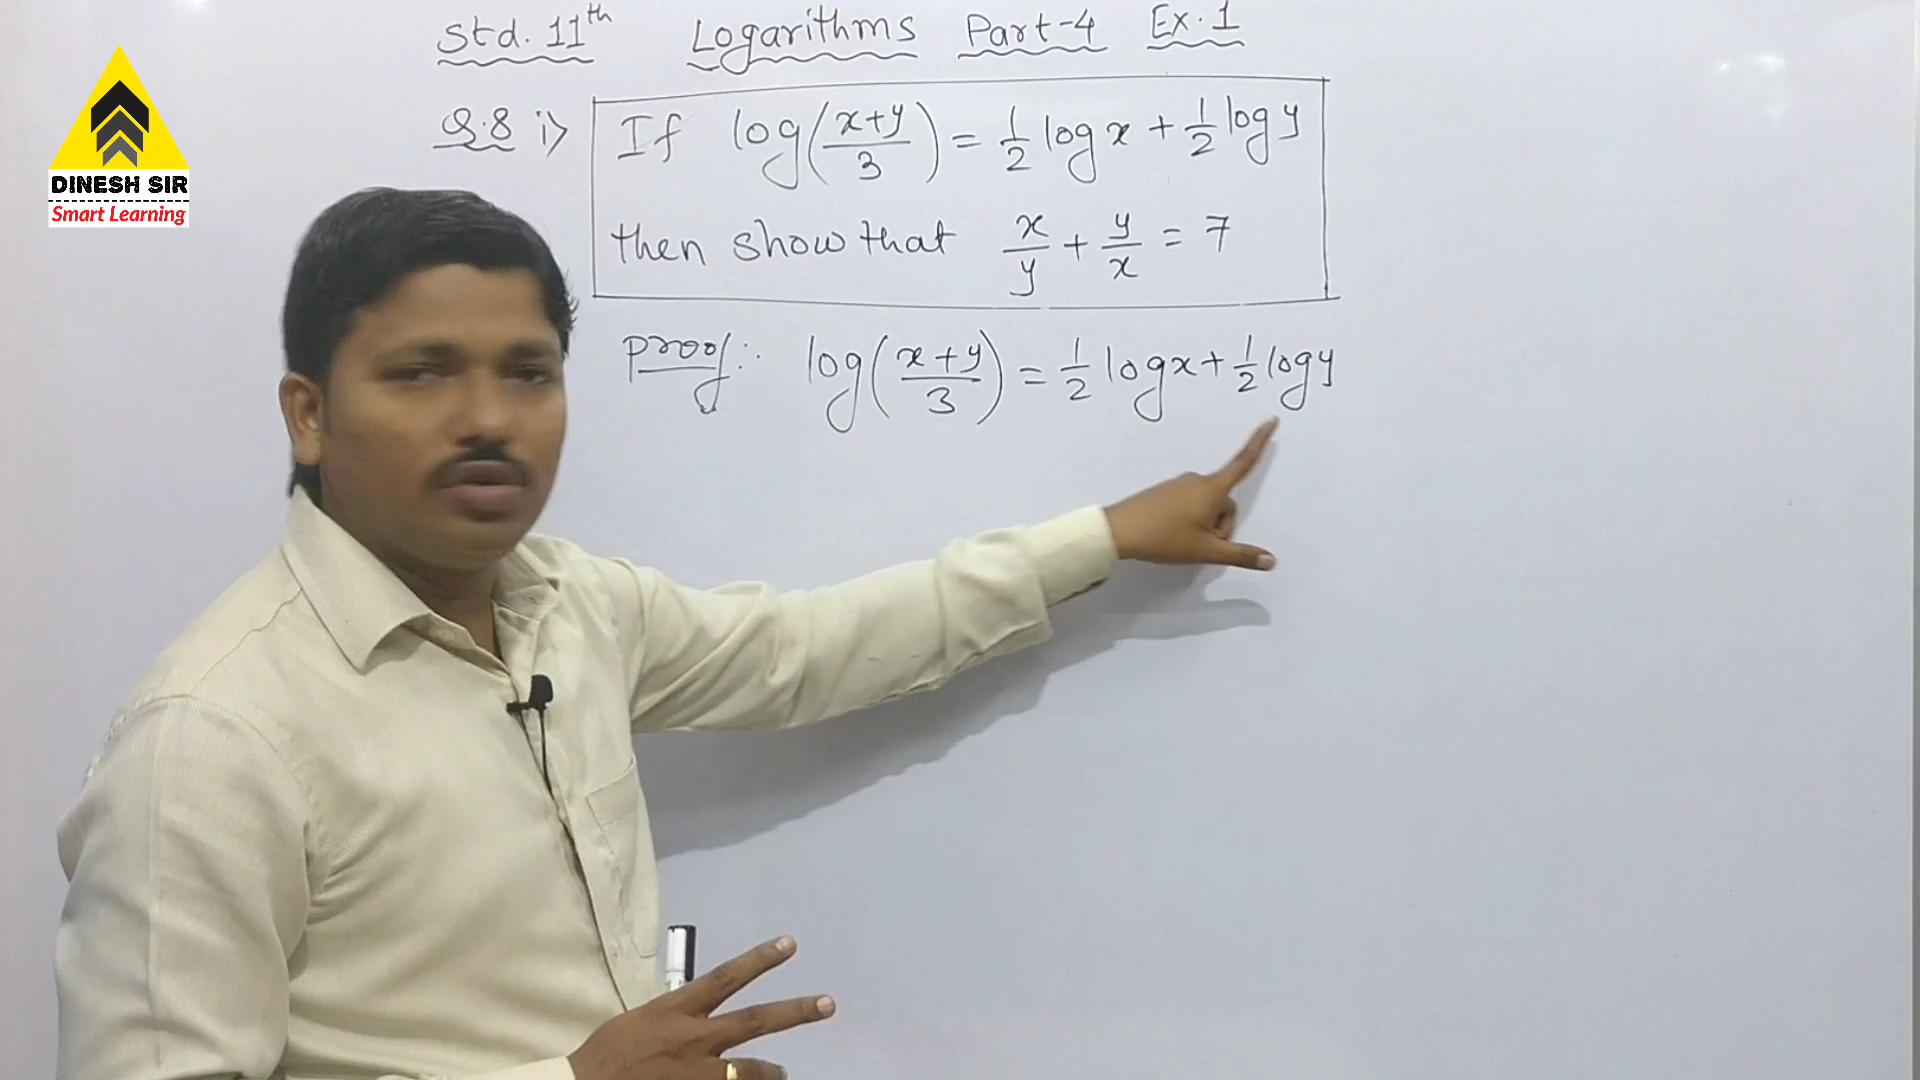 Std. 11th Logarithms Part-4 Ex. 1
Q.8 i) If log((x+y)/3) = 1/2 log x + 1/2 log y
then show that x/y + y/x = 7
Proof: log((x+y)/3) = 1/2 log x + 1/2 log y
DINESH SIR
Smart Learning